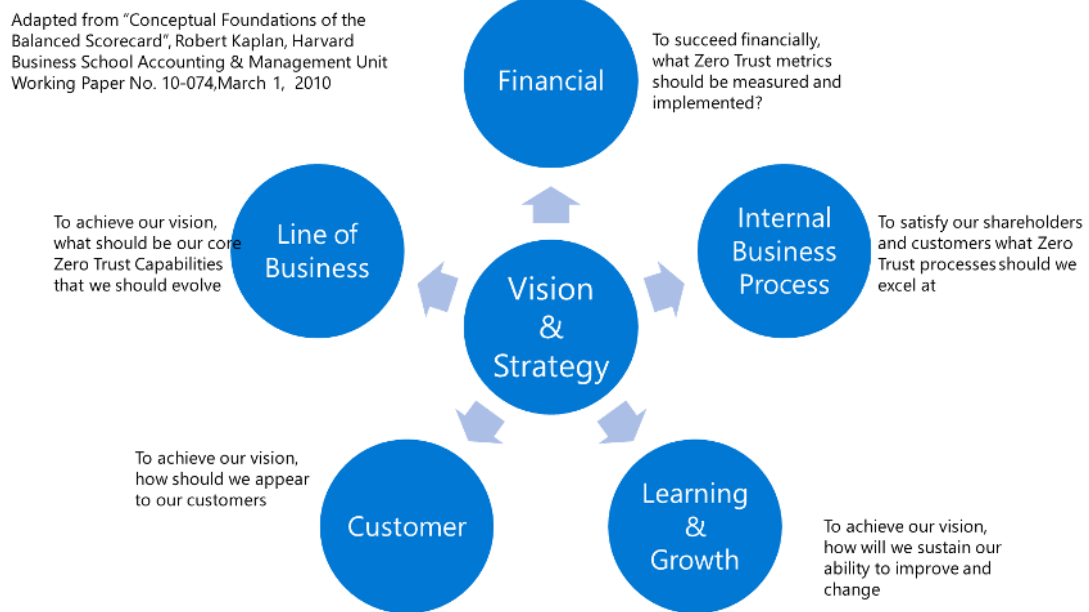 Adapted from “Conceptual Foundations of the
Balanced Scorecard”, Robert Kaplan, Harvard
Business School Accounting & Management Unit
Working Paper No. 10-074,March 1, 2010
Financial
To succeed financially,
what Zero Trust metrics
should be measured and
implemented?
To achieve our vision,
what should be our core
Zero Trust Capabilities
that we should evolve
Line of
Business
Vision
&
Strategy
Internal
Business
Process
To satisfy our shareholders
and customers what Zero
Trust processes should we
excel at
To achieve our vision,
how should we appear
to our customers
Customer
Learning
&
Growth
To achieve our vision,
how will we sustain our
ability to improve and
change